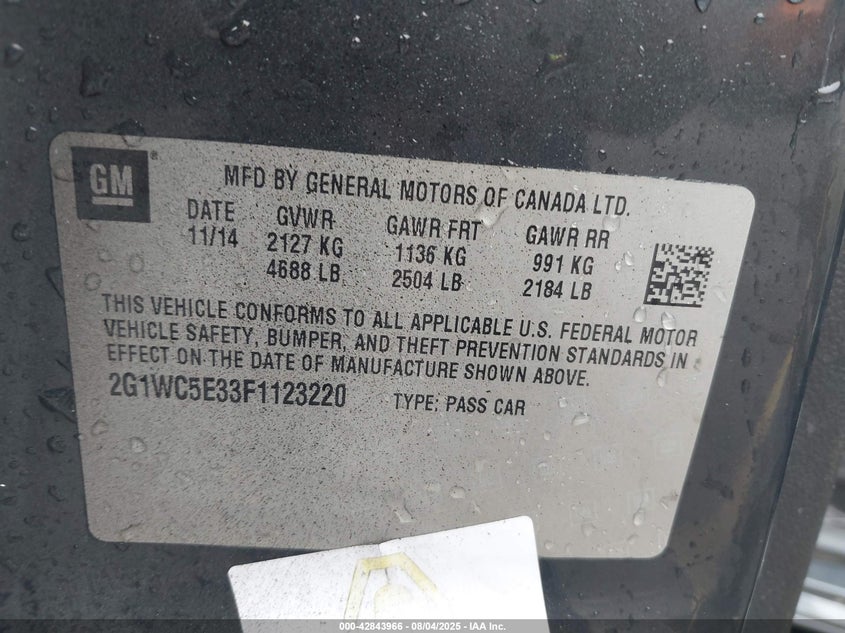 GM ®
MFD BY GENERAL MOTORS OF CANADA LTD.
DATE GVWR GAWR FRT GAWR RR
11/14 2127 KG 1136 KG 991 KG
4688 LB 2504 LB 2184 LB
THIS VEHICLE CONFORMS TO ALL APPLICABLE U.S. FEDERAL MOTOR
VEHICLE SAFETY, BUMPER, AND THEFT PREVENTION STANDARDS IN
EFFECT ON THE DATE OF MANUFACTURE SHOWN ABOVE.
2G1WC5E33F1123220 TYPE: PASS CAR
000-42843966 - 08/04/2025 - IAA Inc.